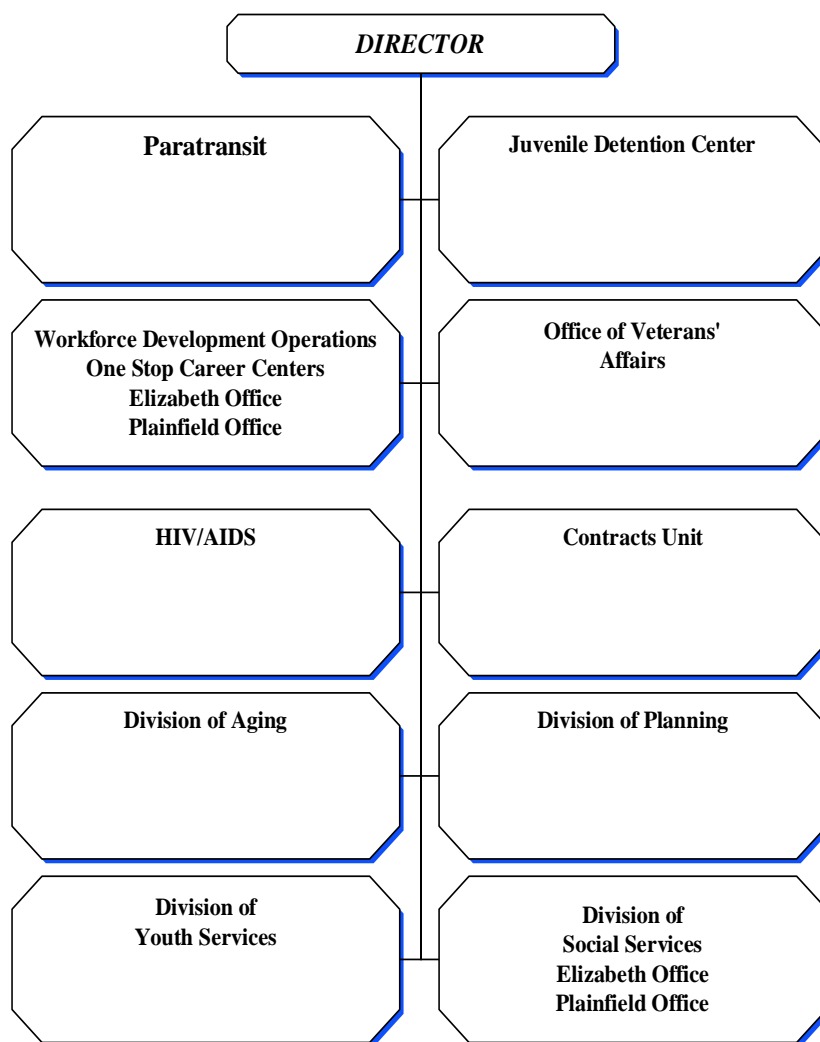 DIRECTOR
Paratransit
Juvenile Detention Center
Workforce Development Operations
One Stop Career Centers
Elizabeth Office
Plainfield Office
Office of Veterans'
Affairs
HIV/AIDS
Contracts Unit
Division of Aging
Division of Planning
Division of
Youth Services
Division of
Social Services
Elizabeth Office
Plainfield Office